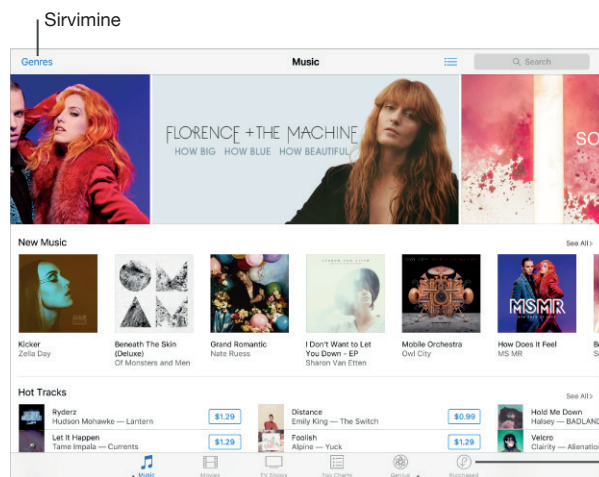 Sirvimine
Genres
Music
Search
FLORENCE + THE MACHINE
HOW BIG HOW BLUE HOW BEAUTIFUL
SO
New Music
See All >
MSMR
Kicker
Zella Day
Beneath The Skin
(Deluxe)
Of Monsters and Men
Grand Romantic
Nate Ruess
I Don't Want to Let
You Down - EP
Sharon Van Etten
Mobile Orchestra
Owl City
How Does It Feel
MS MR
Hot Tracks
See All >
Ryderz
Hudson Mohawke — Lantern
$1.29
Distance
Emily King — The Switch
$0.99
Hold Me Down
Halsey — BADLAND
Let It Happen
Tame Impala — Currents
$1.29
Foolish
Alpine — Yuck
$1.29
Velcro
Clairity — Alienation
Music
Movies
TV Shows
Top Charts
Genius
Purchased